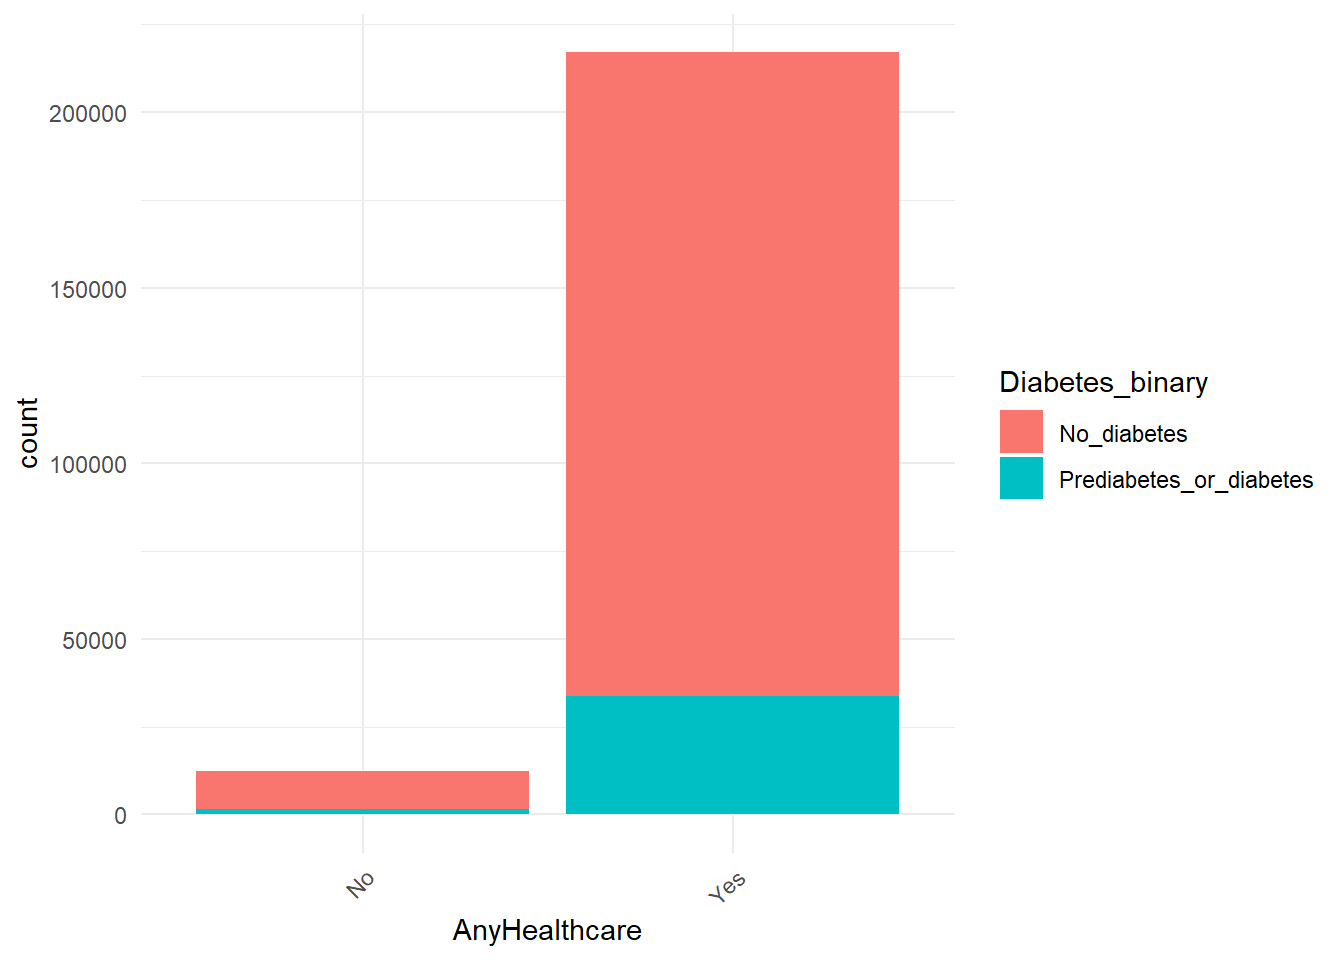 200000
150000
100000
50000
0
count
No
Yes
AnyHealthcare
Diabetes_binary
No_diabetes
Prediabetes_or_diabetes